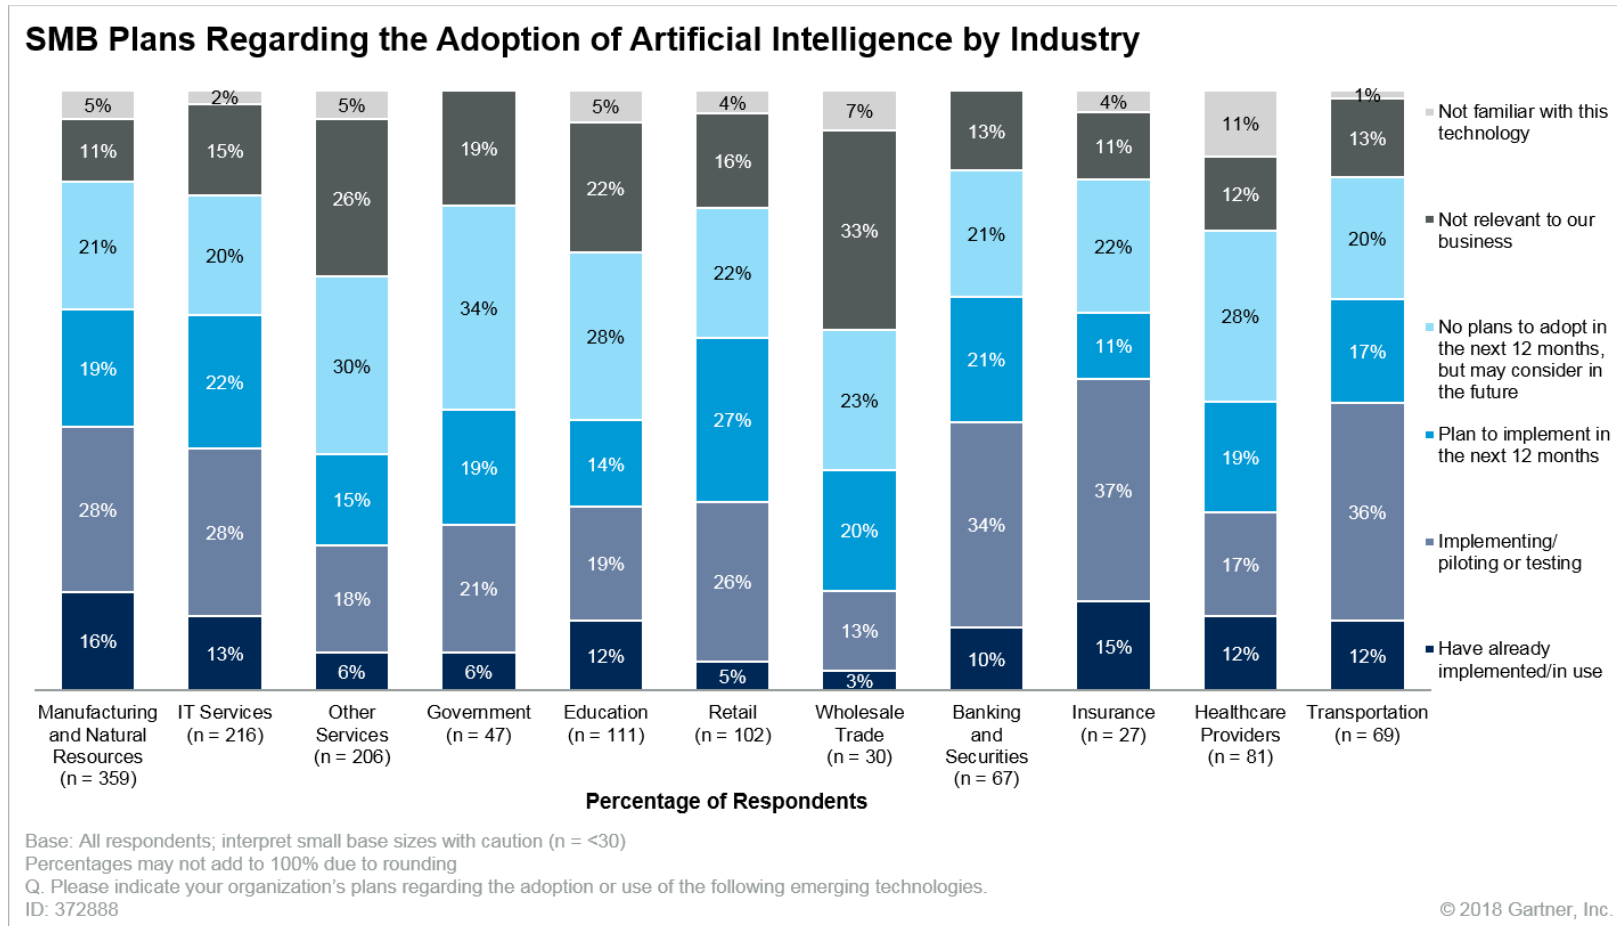 SMB Plans Regarding the Adoption of Artificial Intelligence by Industry
5%
11%
21%
19%
28%
16%
2%
15%
20%
22%
28%
13%
5%
26%
30%
15%
18%
6%
19%
34%
19%
21%
6%
5%
22%
28%
14%
19%
12%
4%
16%
22%
27%
26%
5%
7%
33%
23%
20%
13%
3%
13%
21%
21%
34%
10%
4%
11%
22%
11%
37%
15%
11%
12%
28%
19%
17%
12%
1%
13%
20%
17%
36%
12%
Not familiar with this
technology
Not relevant to our
business
No plans to adopt in
the next 12 months,
but may consider in
the future
Plan to implement in
the next 12 months
Implementing/
piloting or testing
Have already
implemented/in use
Manufacturing
and Natural
Resources
(n = 359)
IT Services
(n = 216)
Other
Services
(n = 206)
Government
(n = 47)
Education
(n = 111)
Retail
(n = 102)
Wholesale
Trade
(n = 30)
Banking
and
Securities
(n = 67)
Insurance
(n = 27)
Healthcare
Providers
(n = 81)
Transportation
(n = 69)
Percentage of Respondents
Base: All respondents; interpret small base sizes with caution (n = <30)
Percentages may not add to 100% due to rounding
Q. Please indicate your organization's plans regarding the adoption or use of the following emerging technologies.
ID: 372888
© 2018 Gartner, Inc.